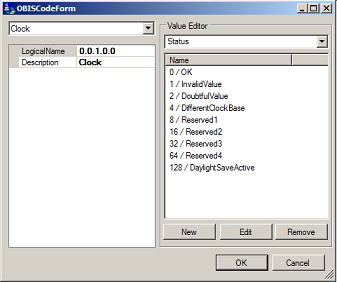 OBISCodeForm
Clock
LogicalName 0.0.1.0.0
Description Clock
Value Editor
Status
Name
0 / OK
1 / InvalidValue
2 / DoubtfulValue
4 / DifferentClockBase
8 / Reserved1
16 / Reserved2
32 / Reserved3
64 / Reserved4
128 / DaylightSaveActive
New Edit Remove
OK Cancel